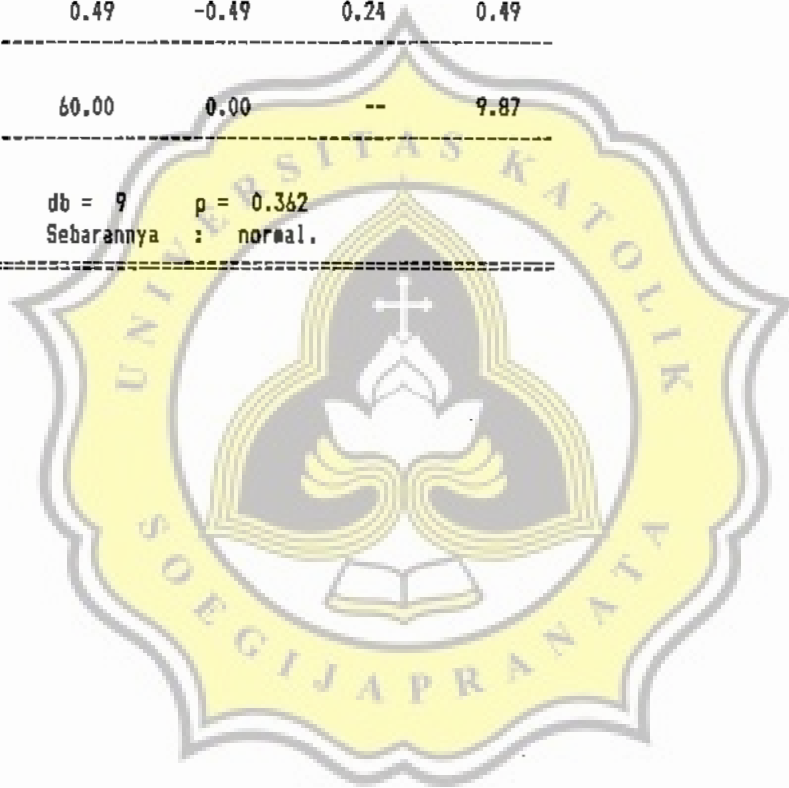 0.49 -0.49 0.24 0.49
60.00 0.00 -- 9.87
db = 9 p = 0.362
Sebarannya : normal.
UNIVERSITAS KATOLIK
SOEGIJAPRANATA